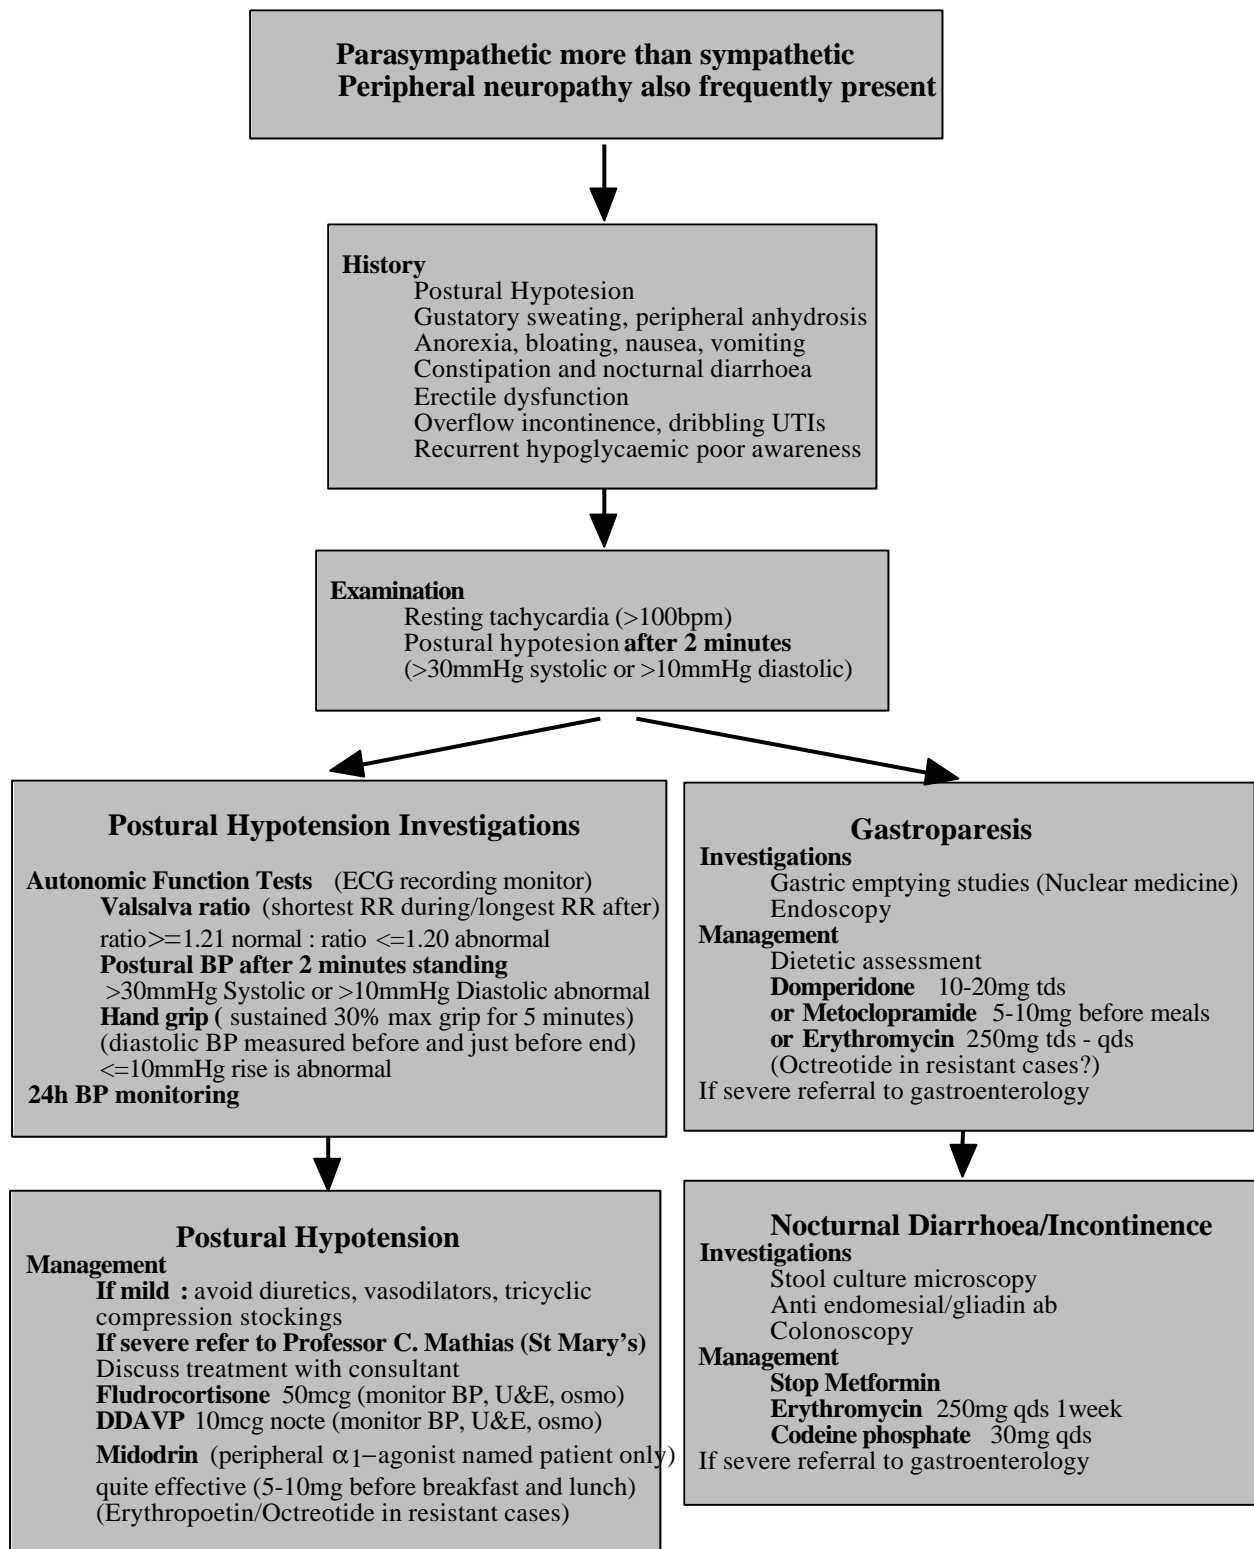 Parasympathetic more than sympathetic
Peripheral neuropathy also frequently present
History
Postural Hypotesion
Gustatory sweating, peripheral anhydrosis
Anorexia, bloating, nausea, vomiting
Constipation and nocturnal diarrhoea
Erectile dysfunction
Overflow incontinence, dribbling UTIs
Recurrent hypoglycaemic poor awareness
Examination
Resting tachycardia (>100bpm)
Postural hypotesion after 2 minutes
(>30mmHg systolic or >10mmHg diastolic)
Postural Hypotension Investigations
Autonomic Function Tests (ECG recording monitor)
Valsalva ratio (shortest RR during/longest RR after)
ratio>=1.21 normal : ratio <=1.20 abnormal
Postural BP after 2 minutes standing
>30mmHg Systolic or >10mmHg Diastolic abnormal
Hand grip ( sustained 30% max grip for 5 minutes)
(diastolic BP measured before and just before end)
<=10mmHg rise is abnormal
24h BP monitoring
Postural Hypotension
Management
If mild : avoid diuretics, vasodilators, tricyclic
compression stockings
If severe refer to Professor C. Mathias (St Mary's)
Discuss treatment with consultant
Fludrocortisone 50mcg (monitor BP, U&E, osmo)
DDAVP 10mcg nocte (monitor BP, U&E, osmo)
Midodrin (peripheral α1−agonist named patient only)
quite effective (5-10mg before breakfast and lunch)
(Erythropoetin/Octreotide in resistant cases)
Gastroparesis
Investigations
Gastric emptying studies (Nuclear medicine)
Endoscopy
Management
Dietetic assessment
Domperidone 10-20mg tds
or Metoclopramide 5-10mg before meals
or Erythromycin 250mg tds - qds
(Octreotide in resistant cases?)
If severe referral to gastroenterology
Nocturnal Diarrhoea/Incontinence
Investigations
Stool culture microscopy
Anti endomesial/gliadin ab
Colonoscopy
Management
Stop Metformin
Erythromycin 250mg qds 1week
Codeine phosphate 30mg qds
If severe referral to gastroenterology